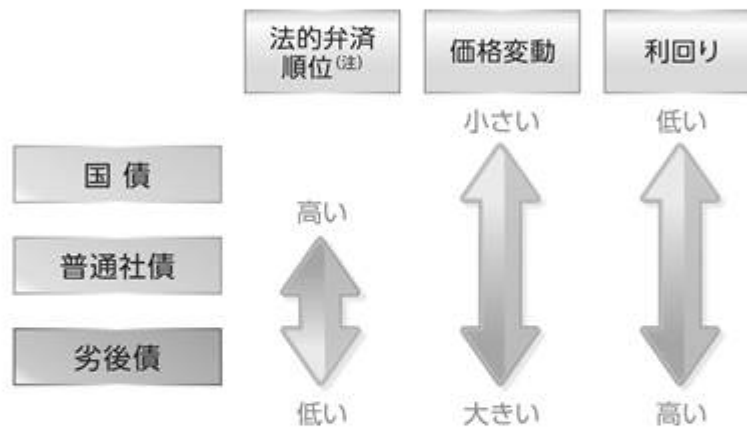 法的弁済
順位(注)
価格変動
利回り
小さい
低い
国債
高い
普通社債
劣後債
低い
大きい
高い